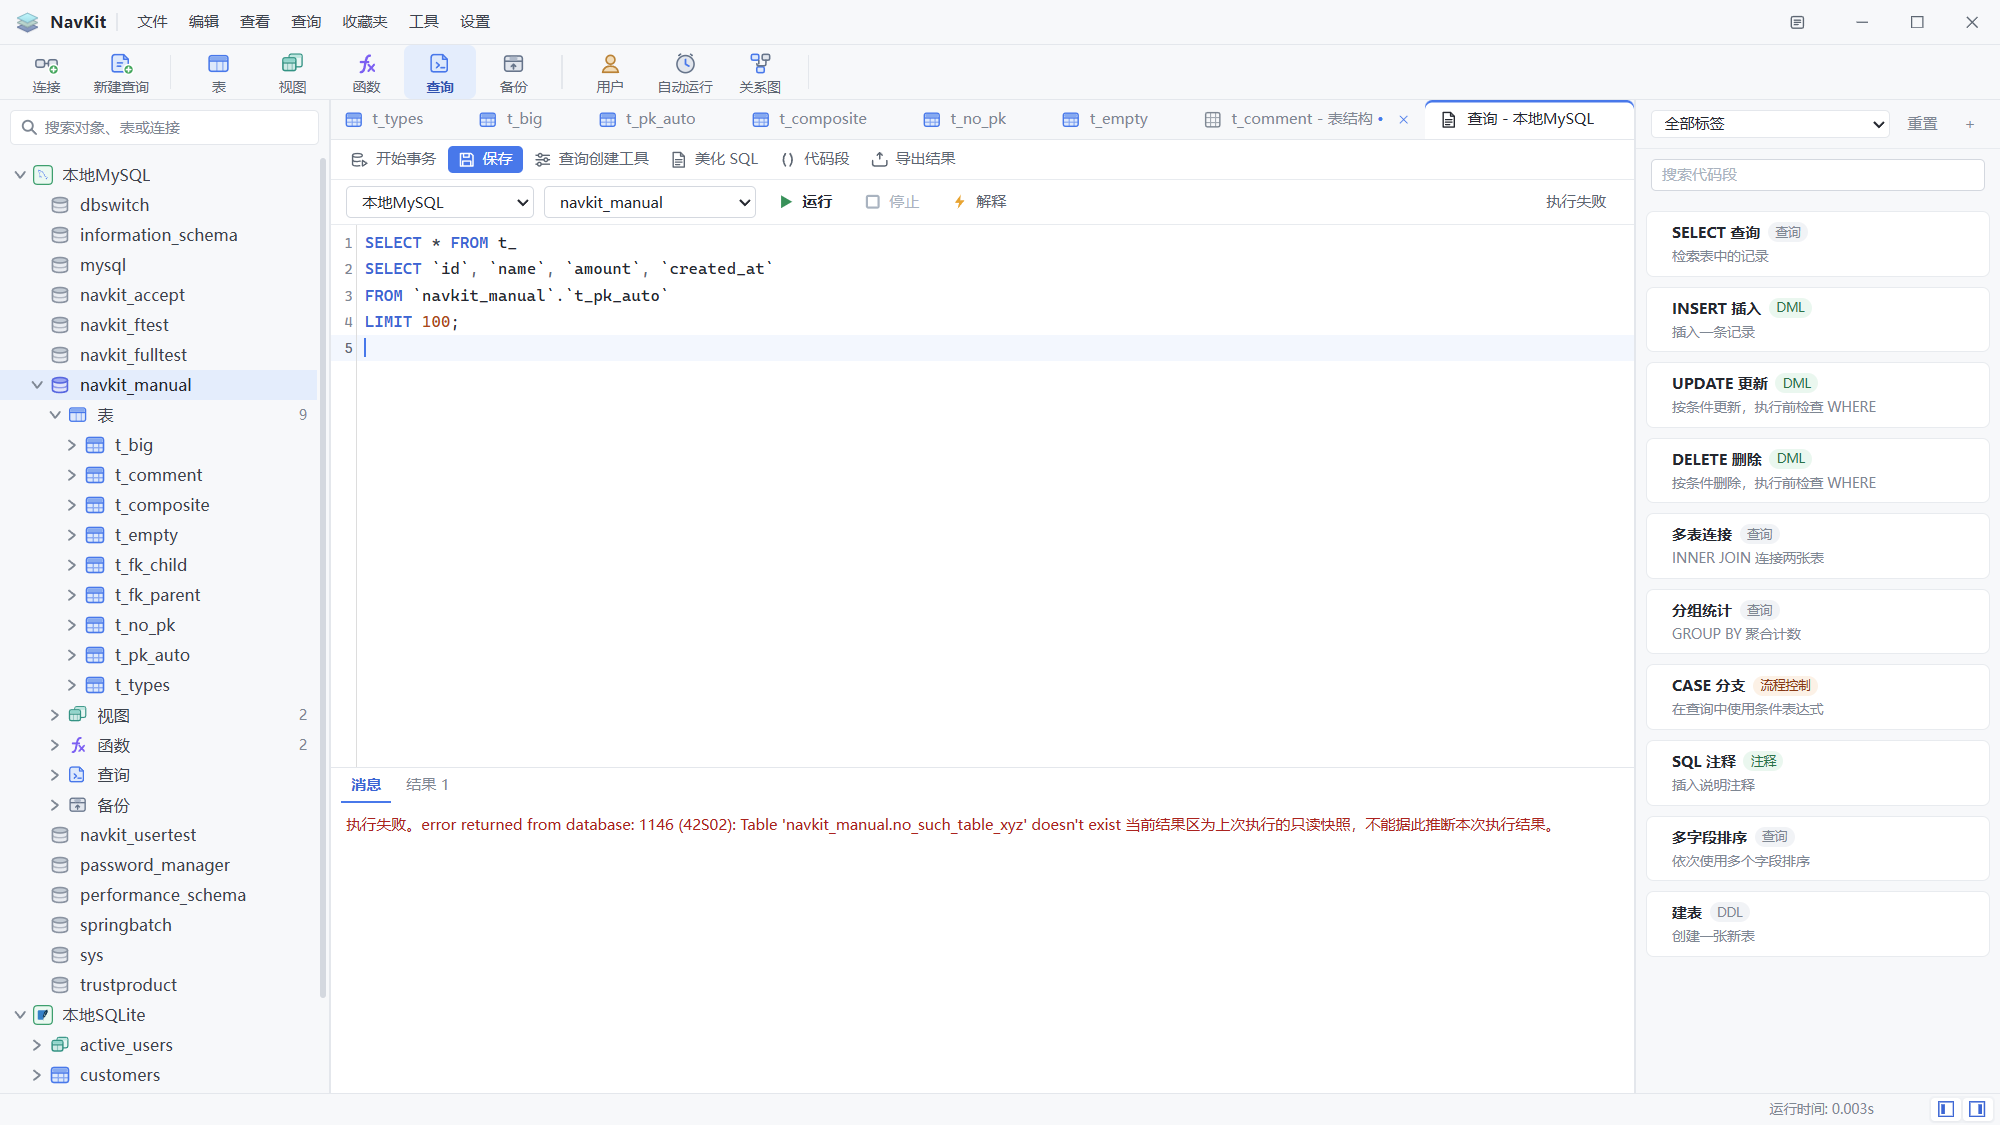 NavKit 文件 编辑 查看 查询 收藏夹 工具 设置
连接 新建查询 表 视图 函数 查询 备份 用户 自动运行 关系图
搜索对象、表或连接
本地MySQL
dbswitch
information_schema
mysql
navkit_accept
navkit_ftest
navkit_fulltest
navkit_manual
表 9
t_big
t_comment
t_composite
t_empty
t_fk_child
t_fk_parent
t_no_pk
t_pk_auto
t_types
视图 2
函数 2
查询
备份
navkit_usertest
password_manager
performance_schema
springbatch
sys
trustproduct
本地SQLite
active_users
customers
t_types t_big t_pk_auto t_composite t_no_pk t_empty t_comment - 表结构 • × 查询 - 本地MySQL
开始事务 保存 查询创建工具 美化 SQL () 代码段 导出结果
本地MySQL navkit_manual 运行 停止 解释 执行失败
1 SELECT * FROM t_
2 SELECT `id`, `name`, `amount`, `created_at`
3 FROM `navkit_manual`.`t_pk_auto`
4 LIMIT 100;
5
消息 结果 1
执行失败。error returned from database: 1146 (42S02): Table 'navkit_manual.no_such_table_xyz' doesn't exist 当前结果区为上次执行的只读快照，不能据此推断本次执行结果。
全部标签 重置 +
搜索代码段
SELECT 查询 查询
检索表中的记录
INSERT 插入 DML
插入一条记录
UPDATE 更新 DML
按条件更新，执行前检查 WHERE
DELETE 删除 DML
按条件删除，执行前检查 WHERE
多表连接 查询
INNER JOIN 连接两张表
分组统计 查询
GROUP BY 聚合计数
CASE 分支 流程控制
在查询中使用条件表达式
SQL 注释 注释
插入说明注释
多字段排序 查询
依次使用多个字段排序
建表 DDL
创建一张新表
运行时间: 0.003s